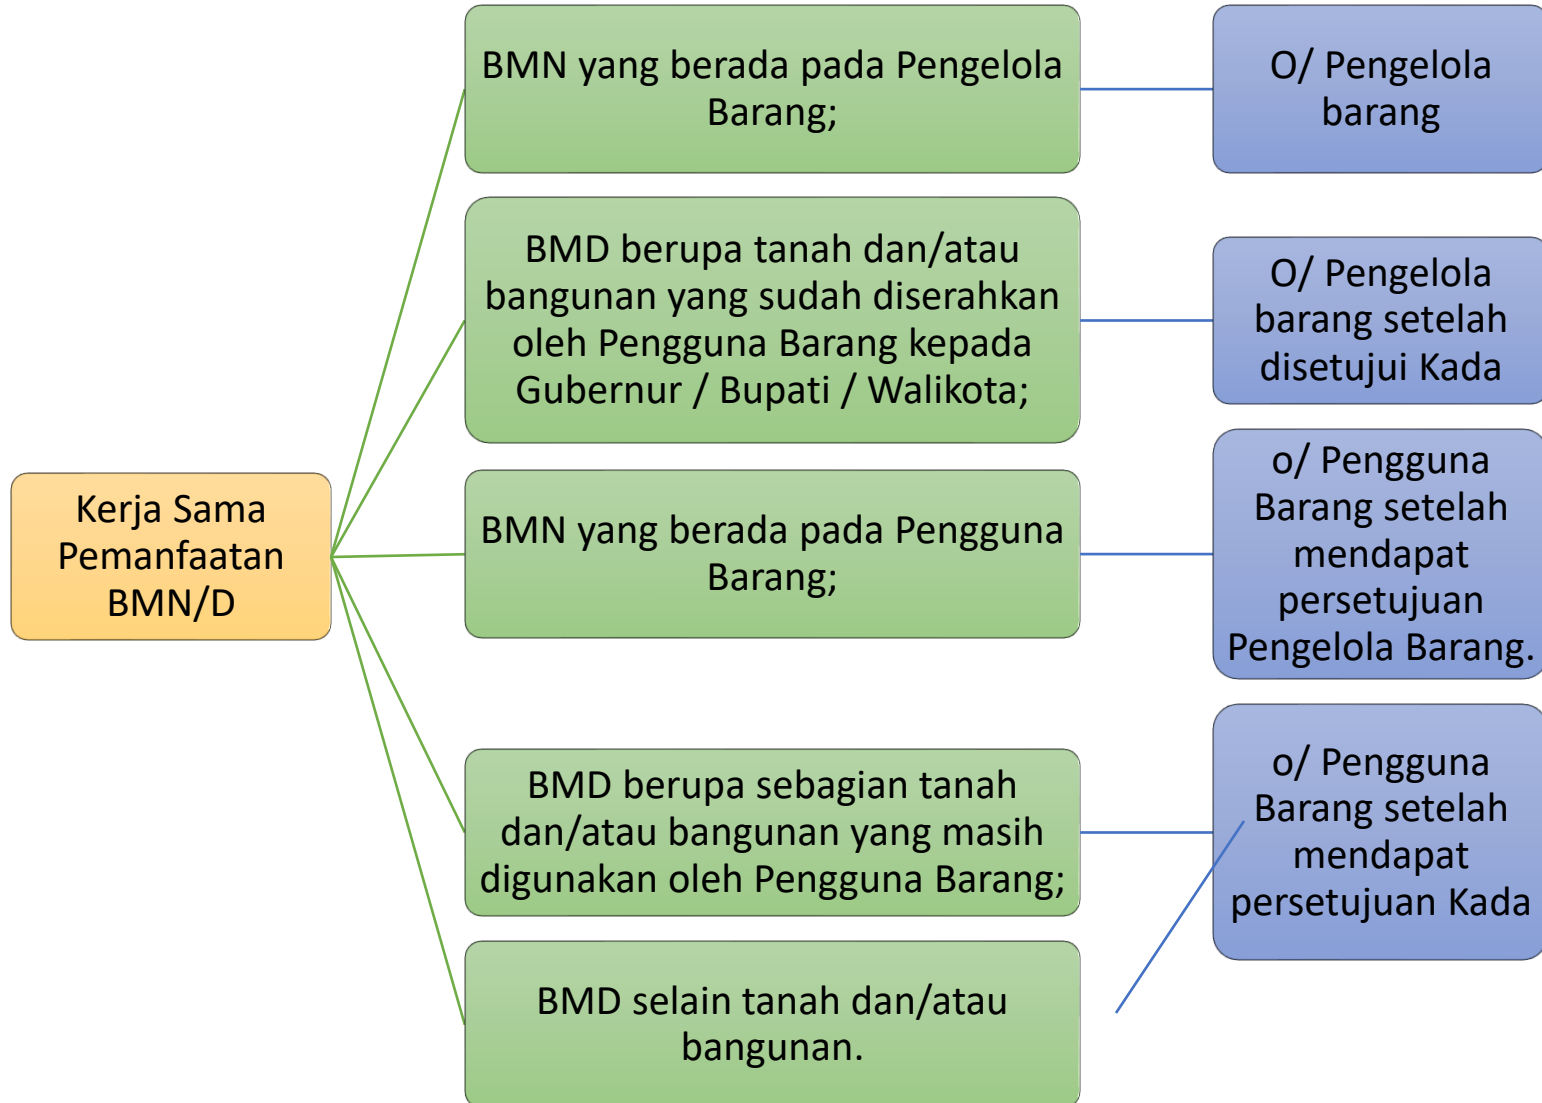 Kerja Sama
Pemanfaatan
BMN/D
BMN yang berada pada Pengelola
Barang;
O/ Pengelola
barang
BMD berupa tanah dan/atau
bangunan yang sudah diserahkan
oleh Pengguna Barang kepada
Gubernur / Bupati / Walikota;
O/ Pengelola
barang setelah
disetujui Kada
BMN yang berada pada Pengguna
Barang;
o/ Pengguna
Barang setelah
mendapat
persetujuan
Pengelola Barang.
BMD berupa sebagian tanah
dan/atau bangunan yang masih
digunakan oleh Pengguna Barang;
o/ Pengguna
Barang setelah
mendapat
persetujuan Kada
BMD selain tanah dan/atau
bangunan.